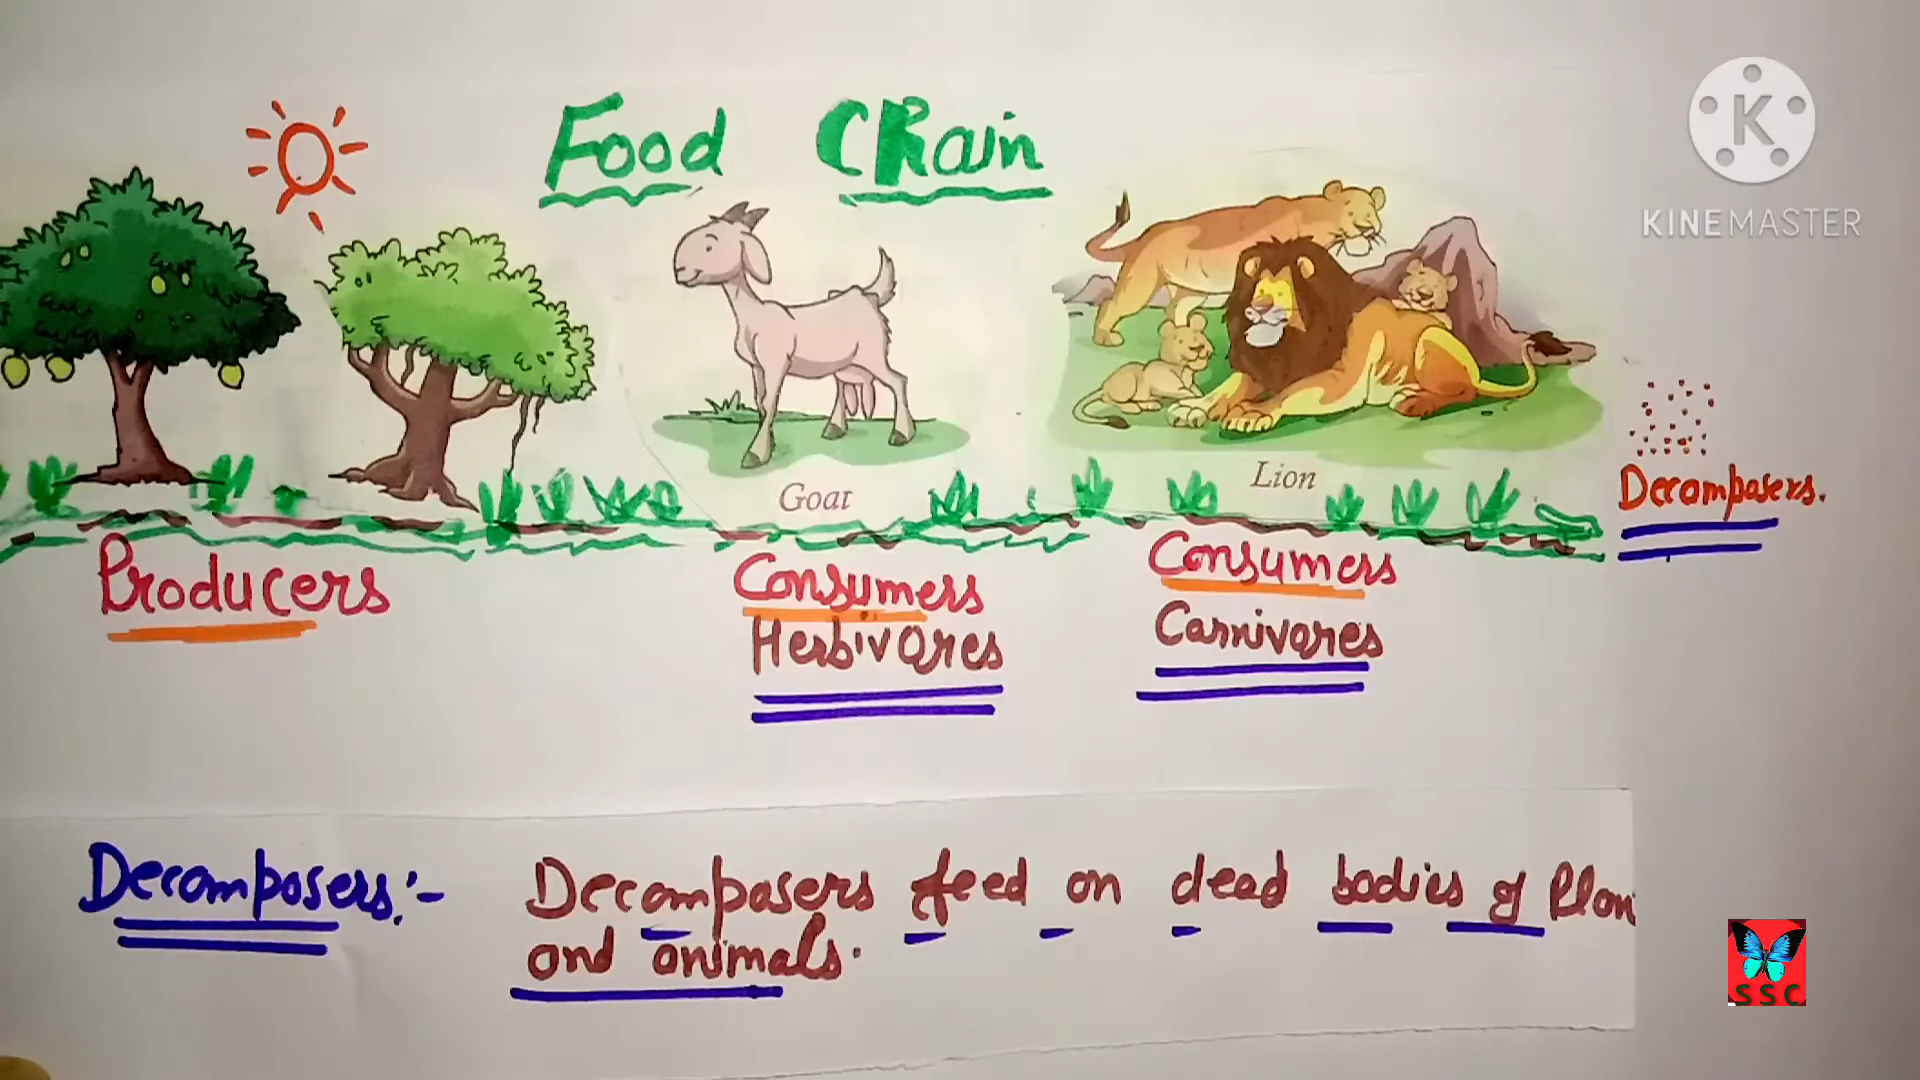 Food Chain
KINEMASTER
Goat
Lion
Decomposers.
Producers
Consumers
Herbivores
Consumers
Carnivores
Decomposers:-
Decomposers feed on dead bodies of Plan
and animals.
SSC